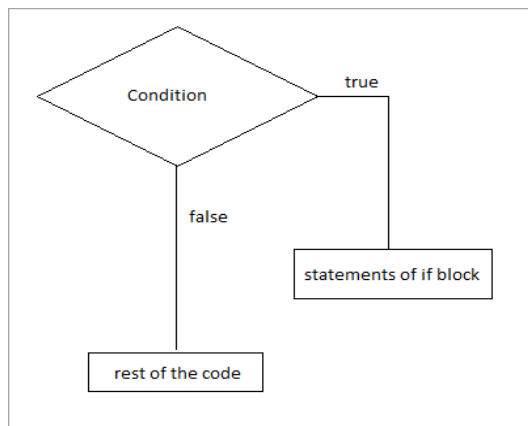 Condition
true
false
statements of if block
rest of the code